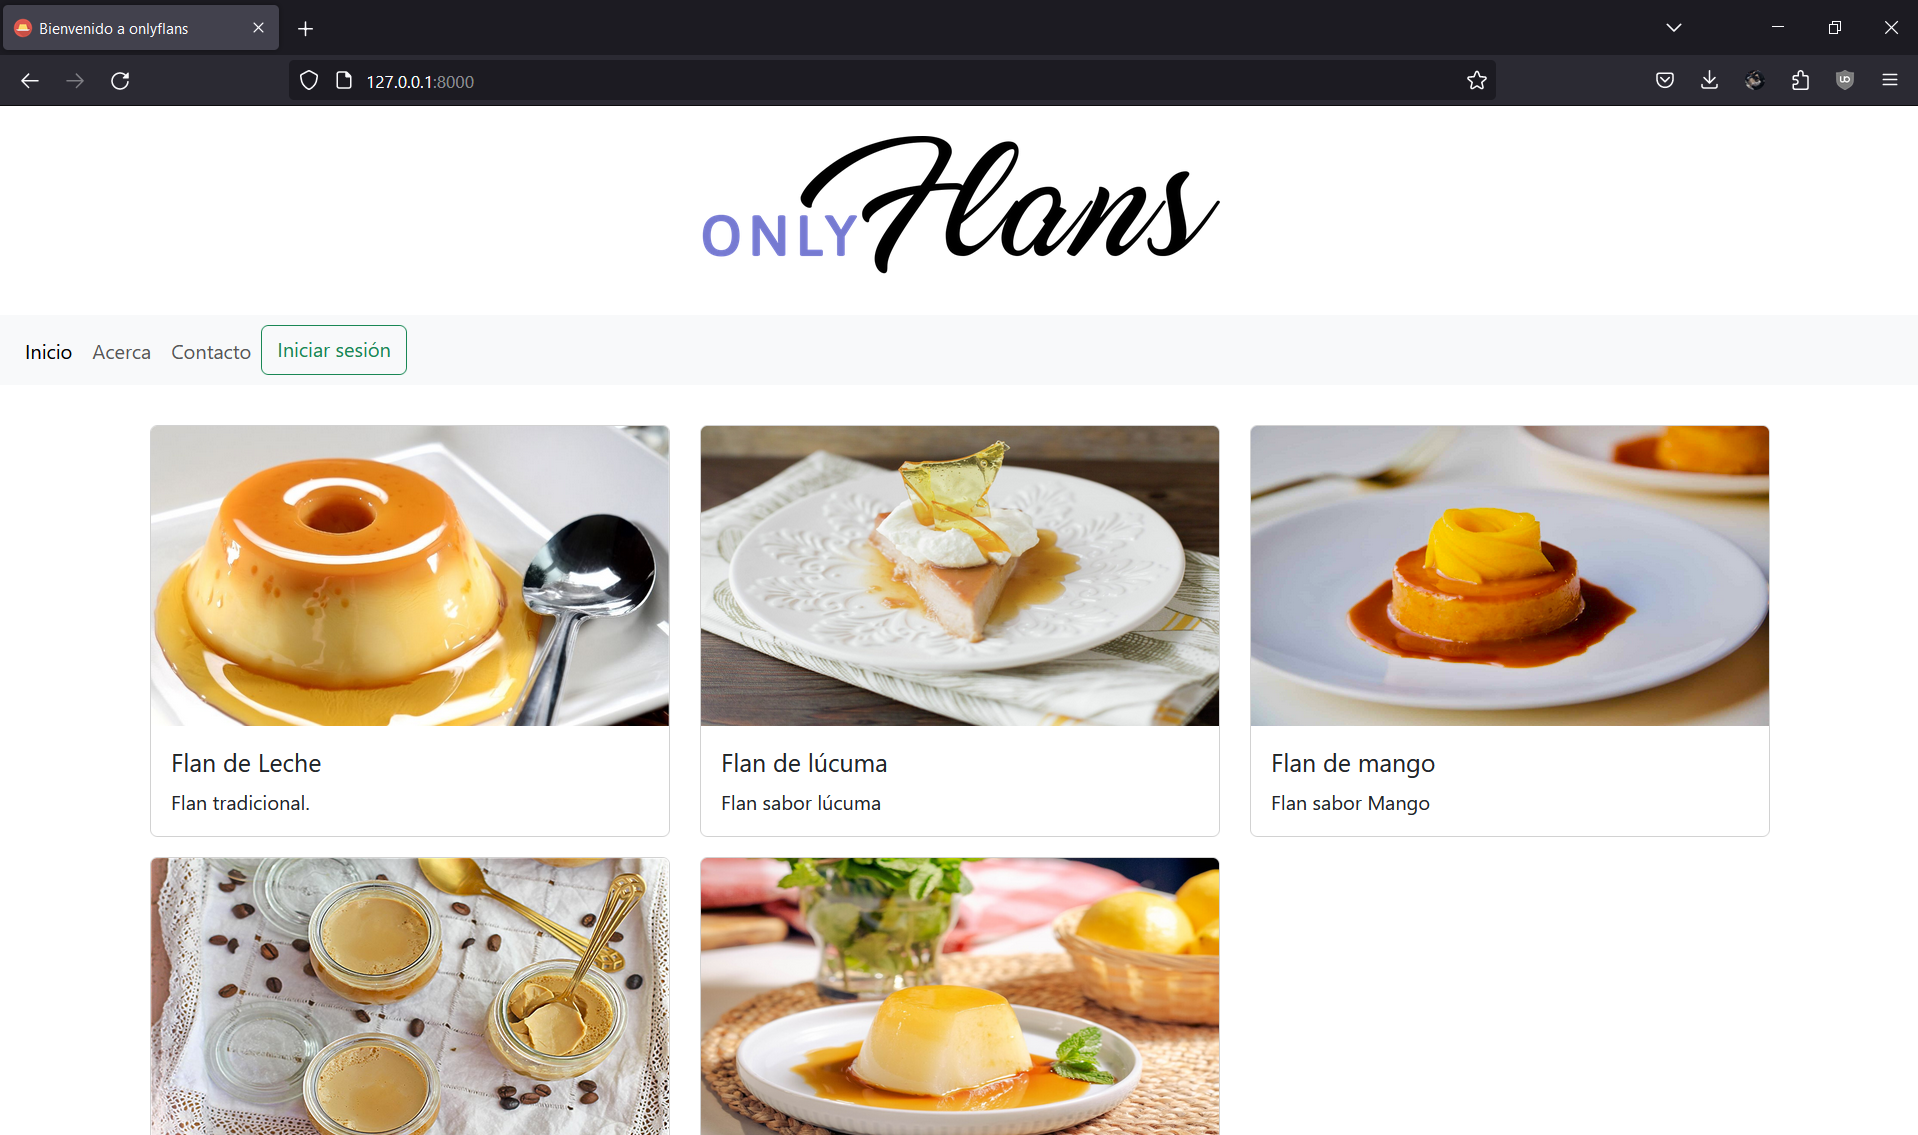 Bienvenido a onlyflans
127.0.0.1:8000
ONLY Flans
Inicio Acerca Contacto Iniciar sesión
Flan de Leche
Flan tradicional.
Flan de lúcuma
Flan sabor lúcuma
Flan de mango
Flan sabor Mango